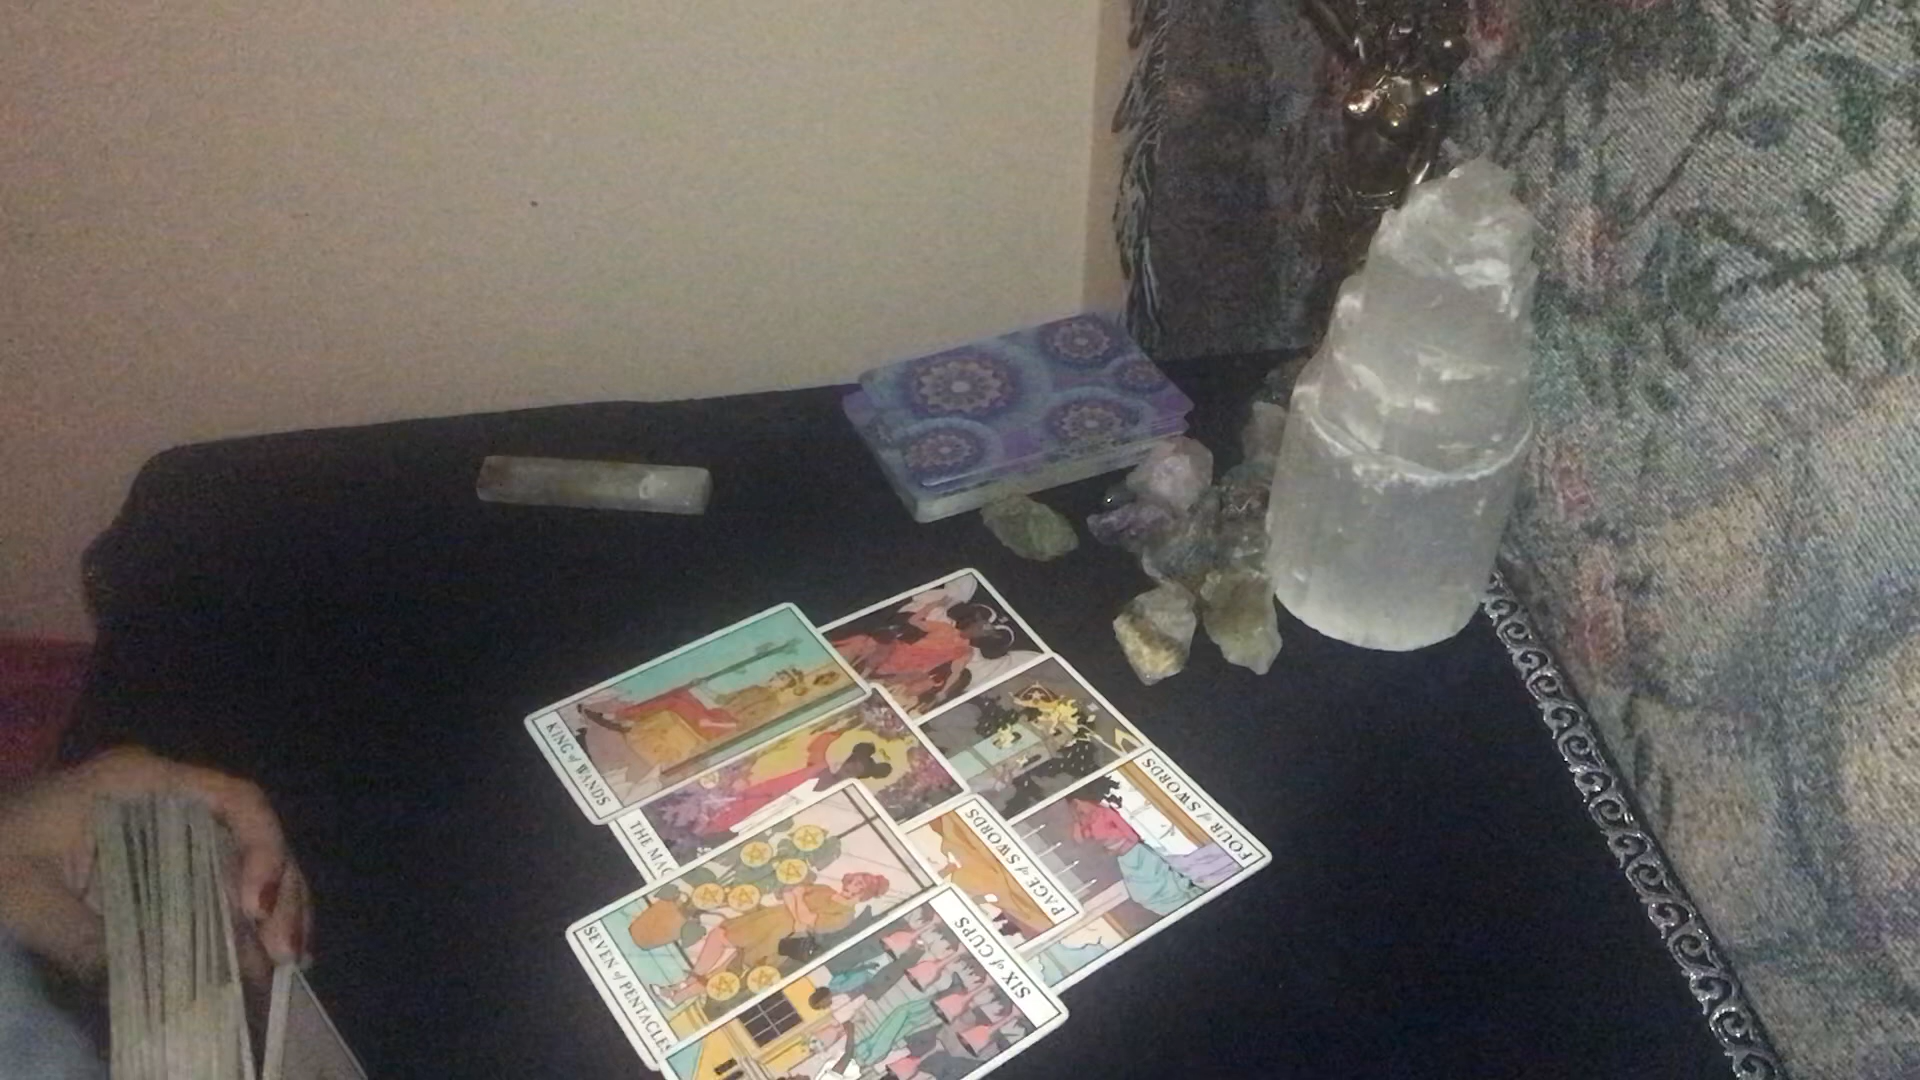 KING of WANDS
THE MAG
SEVEN of PENTACLES
FOUR of SWORDS
PAGE of SWORDS
SIX of CUPS